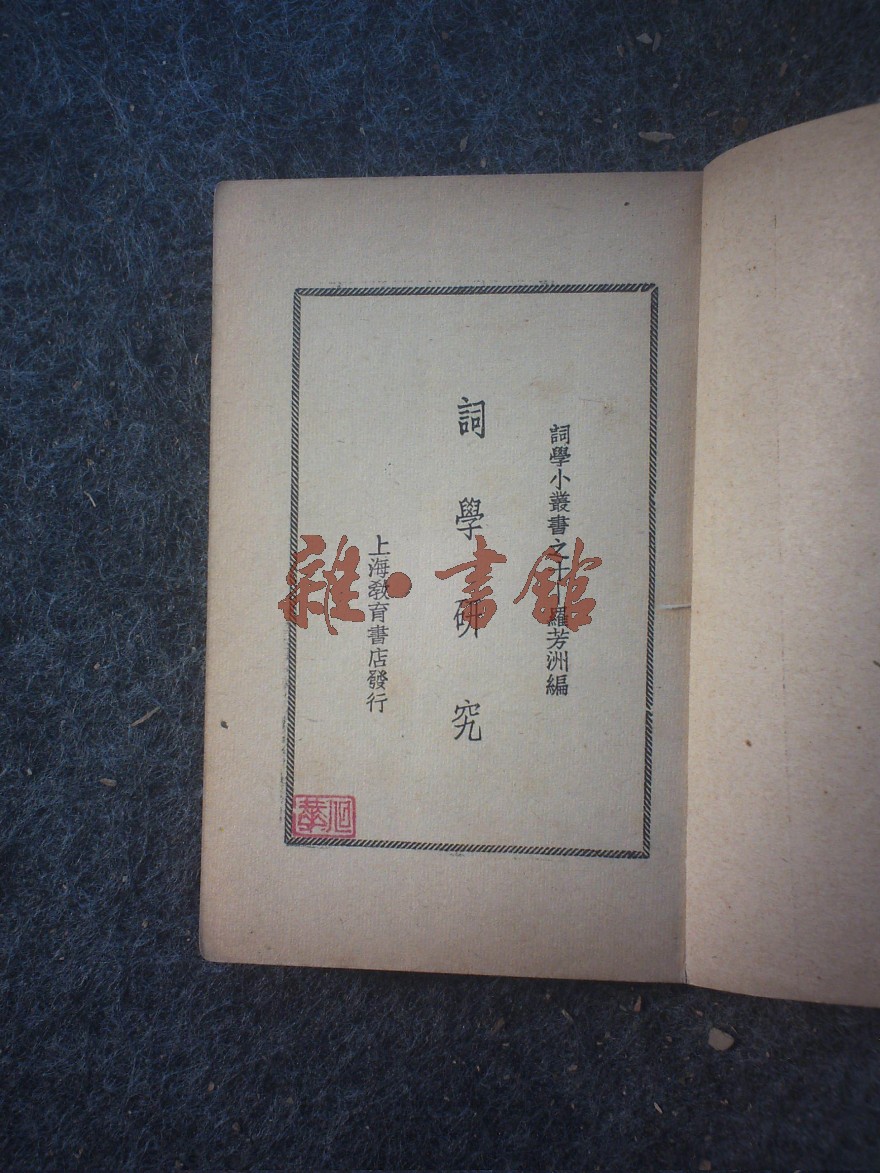 詞學小叢書之十 羅芳洲編
詞學研究
上海教育書店發行
雜·書館